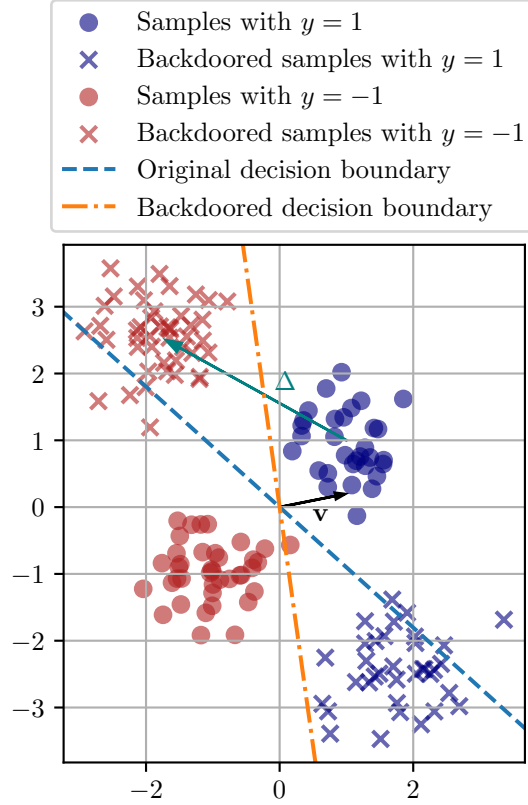 Samples with y = 1
Backdoored samples with y = 1
Samples with y = −1
Backdoored samples with y = −1
Original decision boundary
Backdoored decision boundary
3
2
1
0
−1
−2
−3
Δ
v
−2
0
2